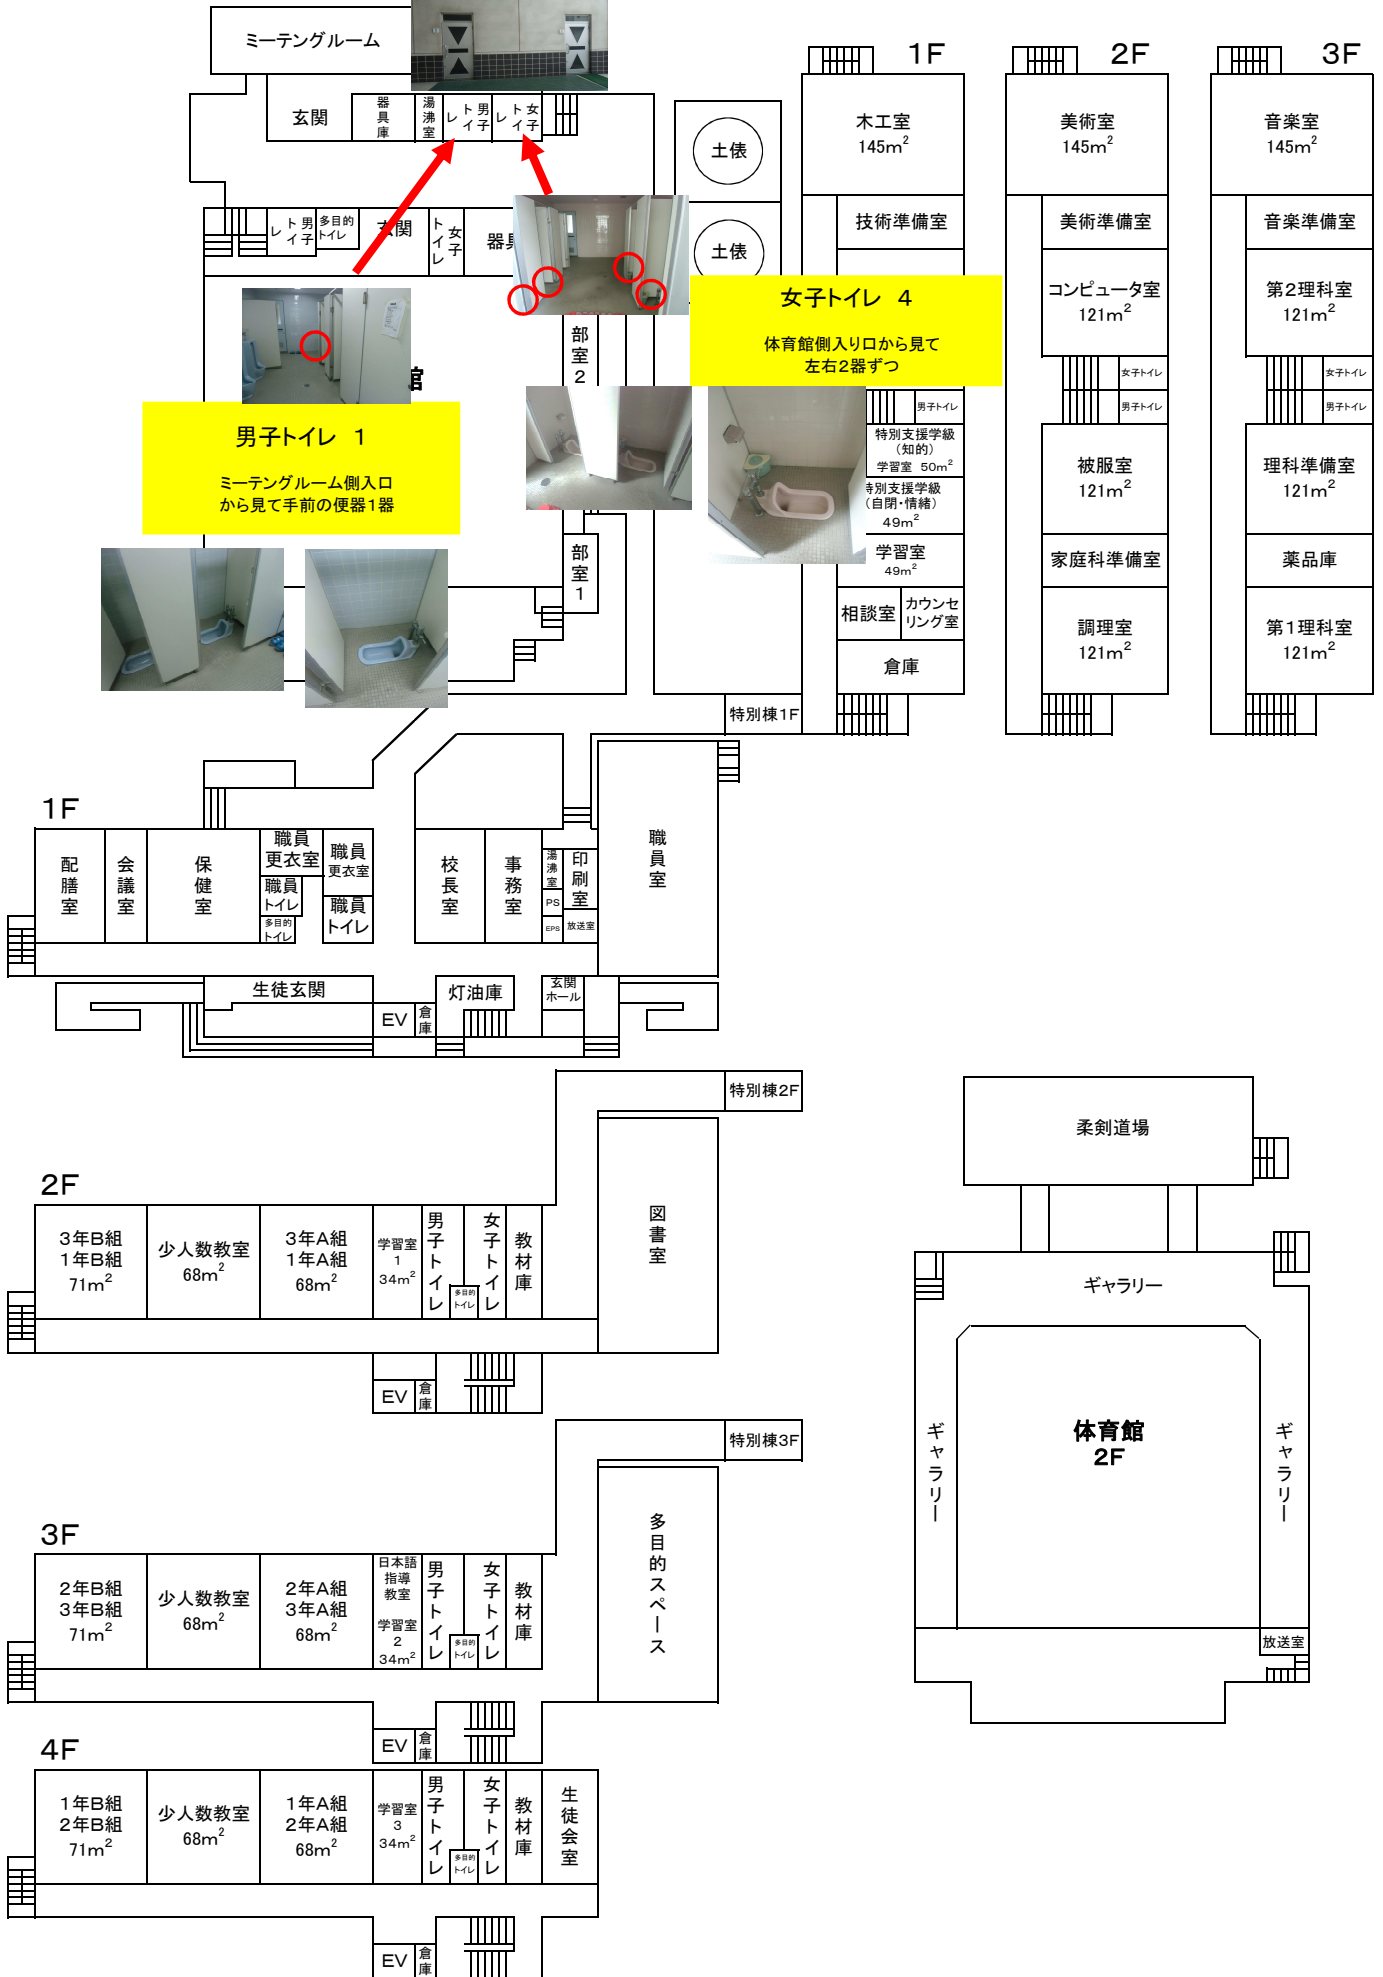 ミーテングルーム
玄関
器具庫
湯沸室
男子トイレ
女子トイレ
男子トイレ
多目的トイレ
玄関
女子トイレ
器具
土俵
土俵
部室2
部室1
館
男子トイレ 1
ミーテングルーム側入口
から見て手前の便器1器
女子トイレ 4
体育館側入り口から見て
左右2器ずつ
1F
木工室
145m²
技術準備室
男子トイレ
特別支援学級
(知的)
学習室 50m²
特別支援学級
(自閉・情緒)
49m²
学習室
49m²
相談室
カウンセ
リング室
倉庫
特別棟1F
2F
美術室
145m²
美術準備室
コンピュータ室
121m²
女子トイレ
男子トイレ
被服室
121m²
家庭科準備室
調理室
121m²
3F
音楽室
145m²
音楽準備室
第2理科室
121m²
女子トイレ
男子トイレ
理科準備室
121m²
薬品庫
第1理科室
121m²
1F
配膳室
会議室
保健室
職員
更衣室
職員
トイレ
多目的
トイレ
職員
更衣室
職員
トイレ
校長室
事務室
湯沸室
PS
EPS
印刷室
放送室
職員室
生徒玄関
EV
倉庫
灯油庫
玄関
ホール
特別棟2F
2F
3年B組
1年B組
71m²
少人数教室
68m²
3年A組
1年A組
68m²
学習室
1
34m²
男子トイレ
多目的
トイレ
女子トイレ
教材庫
図書室
EV
倉庫
特別棟3F
3F
2年B組
3年B組
71m²
少人数教室
68m²
2年A組
3年A組
68m²
日本語
指導
教室
学習室
2
34m²
男子トイレ
多目的
トイレ
女子トイレ
教材庫
多目的スペース
EV
倉庫
4F
1年B組
2年B組
71m²
少人数教室
68m²
1年A組
2年A組
68m²
学習室
3
34m²
男子トイレ
多目的
トイレ
女子トイレ
教材庫
生徒会室
EV
倉庫
柔剣道場
ギャラリー
ギャラリー
体育館
2F
ギャラリー
放送室